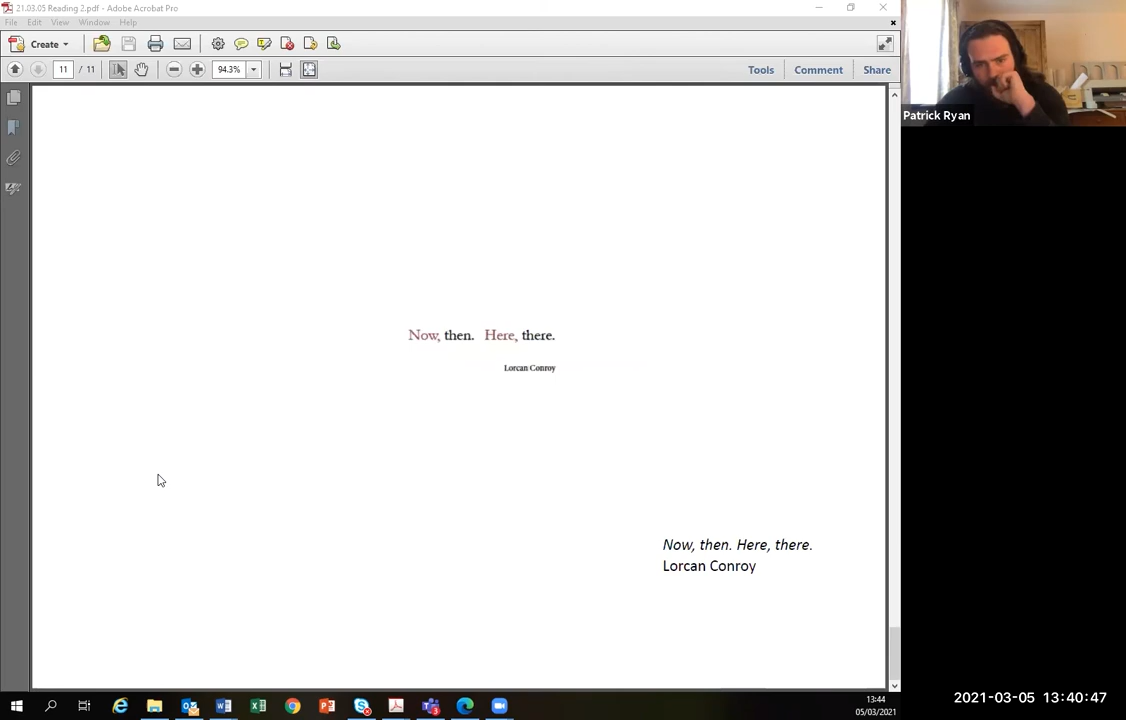 21.03.05 Reading 2.pdf - Adobe Acrobat Pro
File Edit View Window Help
Create
11 / 11
94.3%
Tools Comment Share
Patrick Ryan
Now, then. Here, there.
Lorcan Conroy
Now, then. Here, there.
Lorcan Conroy
13:44
05/03/2021
2021-03-05 13:40:47